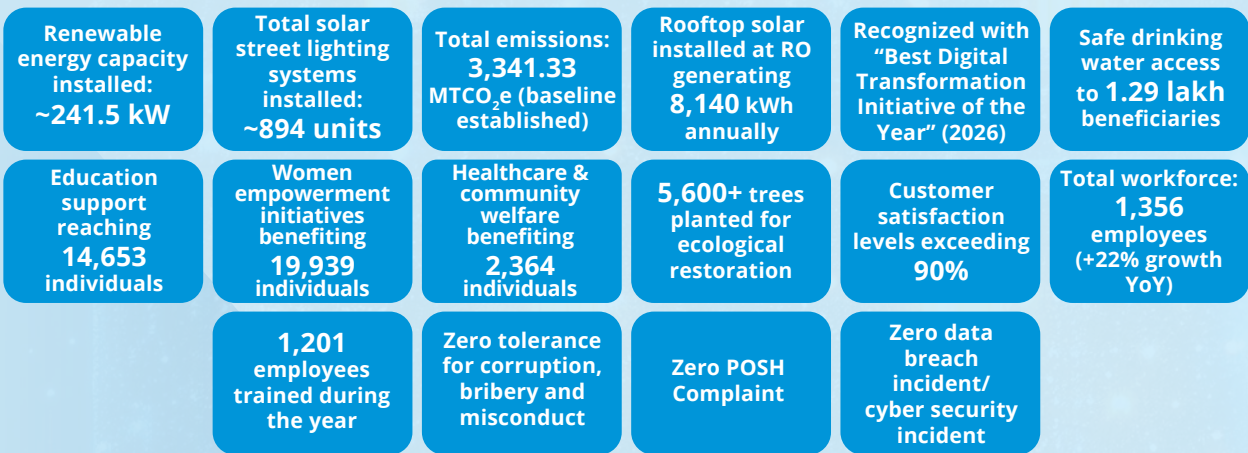 Renewable
energy capacity
installed:
~241.5 kW
Total solar
street lighting
systems
installed:
~894 units
Total emissions:
3,341.33
MTCO₂e (baseline
established)
Rooftop solar
installed at RO
generating
8,140 kWh
annually
Recognized with
“Best Digital
Transformation
Initiative of the
Year” (2026)
Safe drinking
water access
to 1.29 lakh
beneficiaries
Education
support
reaching
14,653
individuals
Women
empowerment
initiatives
benefiting
19,939
individuals
Healthcare &
community
welfare
benefiting
2,364
individuals
5,600+ trees
planted for
ecological
restoration
Customer
satisfaction
levels exceeding
90%
Total workforce:
1,356
employees
(+22% growth
YoY)
1,201
employees
trained during
the year
Zero tolerance
for corruption,
bribery and
misconduct
Zero POSH
Complaint
Zero data
breach
incident/
cyber security
incident